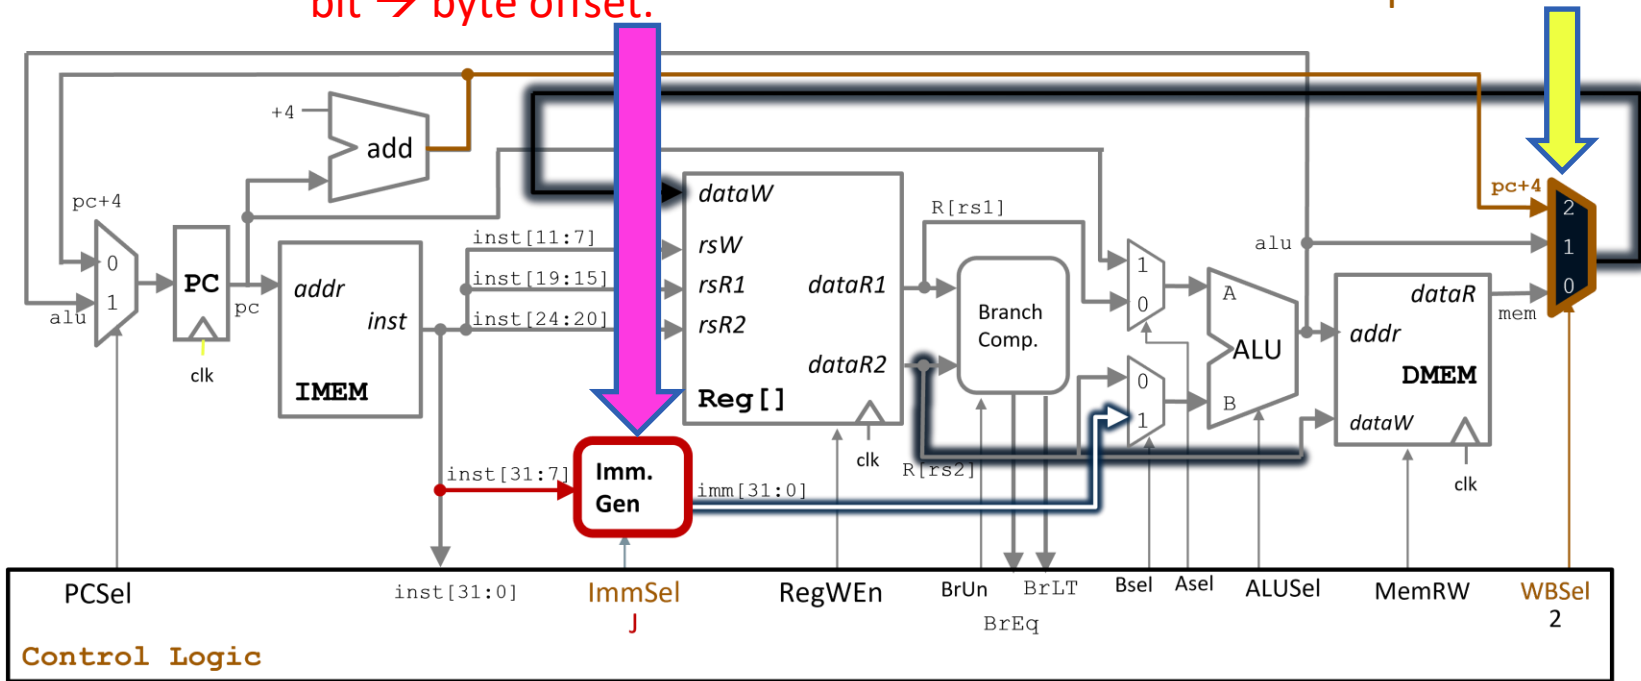 bit → byte offset.
+4
add
pc+4
0
1
alu
PC
pc
clk
addr
inst
IMEM
inst[11:7]
inst[19:15]
inst[24:20]
dataW
rsW
rsR1
rsR2
dataR1
dataR2
Reg[]
clk
inst[31:7]
Imm.
Gen
imm[31:0]
R[rs1]
R[rs2]
Branch
Comp.
1
0
0
1
A
B
ALU
alu
addr
dataR
DMEM
dataW
clk
mem
pc+4
2
1
0
PCSel
inst[31:0]
ImmSel
J
RegWEn
BrUn
BrEq
BrLT
Bsel
Asel
ALUSel
MemRW
WBSel
2
Control Logic